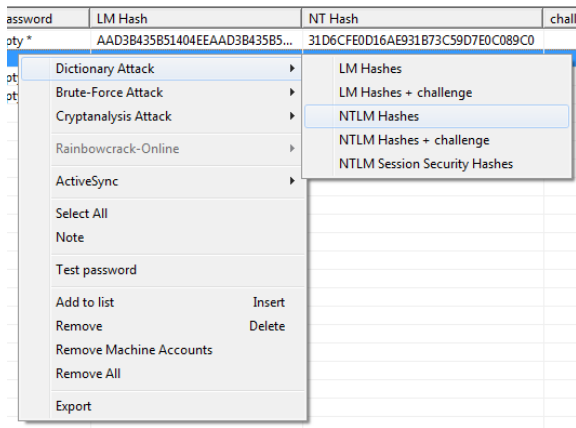 assword LM Hash NT Hash chall
pty * AAD3B435B51404EEAAD3B435B5... 31D6CFE0D16AE931B73C59D7E0C089C0
Dictionary Attack
Brute-Force Attack
Cryptanalysis Attack
Rainbowcrack-Online
ActiveSync
Select All
Note
Test password
Add to list Insert
Remove Delete
Remove Machine Accounts
Remove All
Export
LM Hashes
LM Hashes + challenge
NTLM Hashes
NTLM Hashes + challenge
NTLM Session Security Hashes